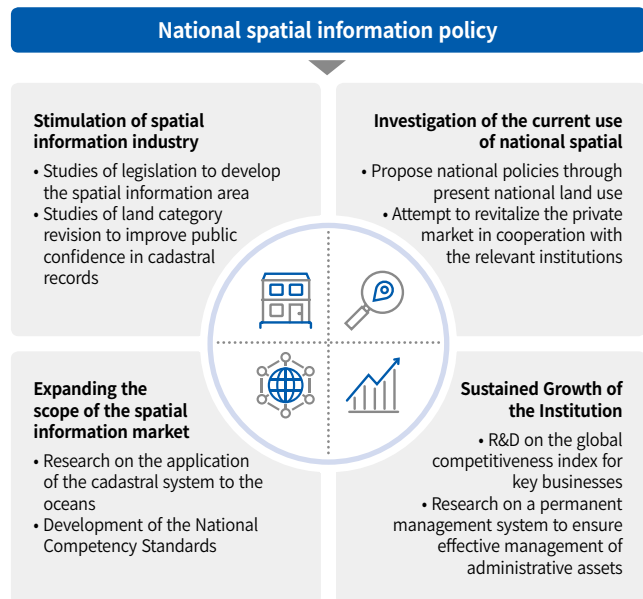 National spatial information policy
Stimulation of spatial
information industry
• Studies of legislation to develop
the spatial information area
• Studies of land category
revision to improve public
confidence in cadastral
records
Investigation of the current use
of national spatial
• Propose national policies through
present national land use
• Attempt to revitalize the private
market in cooperation with
the relevant institutions
Expanding the
scope of the spatial
information market
• Research on the application
of the cadastral system to the
oceans
• Development of the National
Competency Standards
Sustained Growth of
the Institution
• R&D on the global
competitiveness index for
key businesses
• Research on a permanent
management system to ensure
effective management of
administrative assets